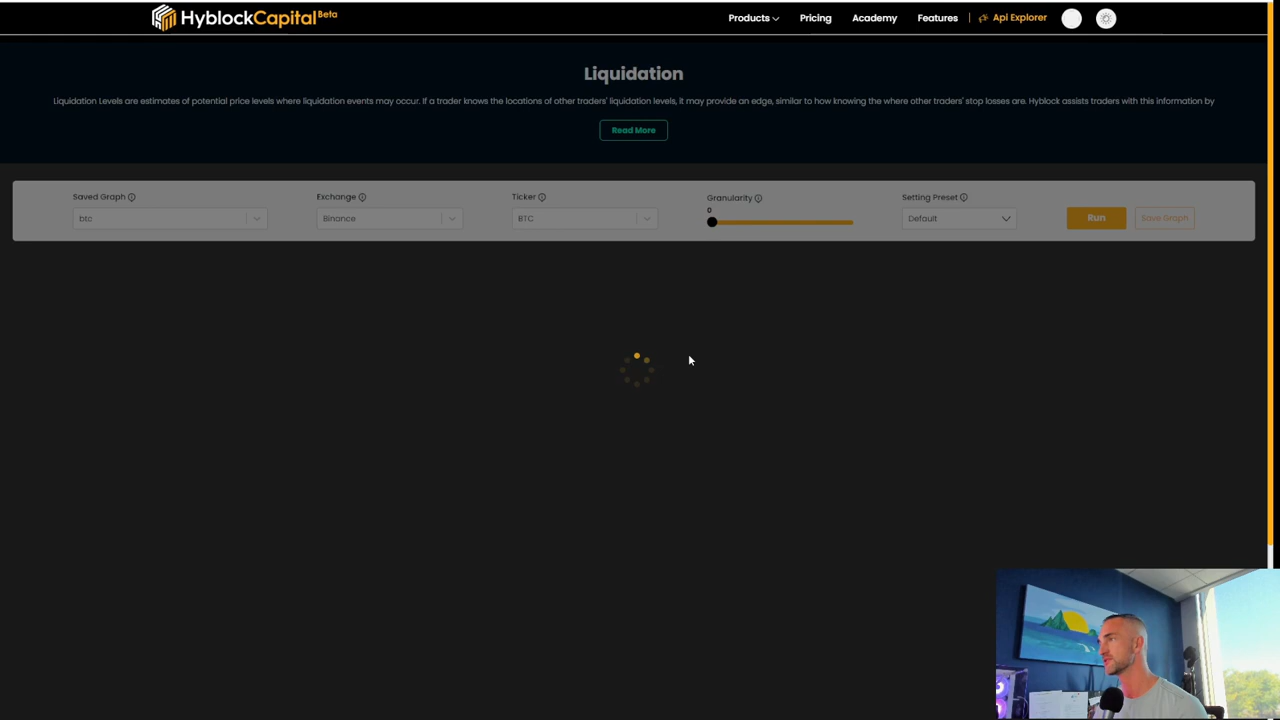 HyblockCapital Beta
Products
Pricing
Academy
Features
Api Explorer
Liquidation
Liquidation Levels are estimates of potential price levels where liquidation events may occur. If a trader knows the locations of other traders' liquidation levels, it may provide an edge, similar to how knowing the where other traders' stop losses are. Hyblock assists traders with this information by
Read More
Saved Graph
Exchange
Ticker
Granularity
Setting Preset
btc
Binance
BTC
0
Default
Run
Save Graph